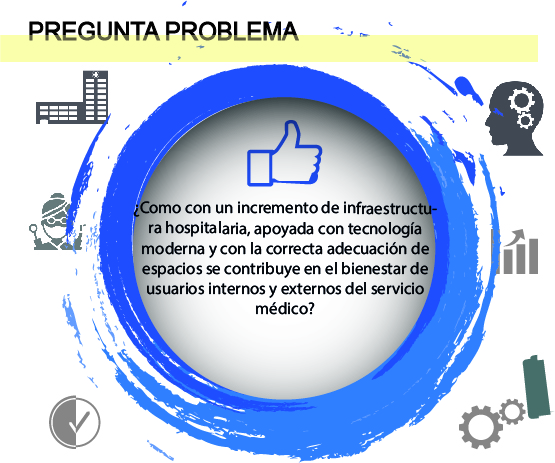 PREGUNTA PROBLEMA
¿Como con un incremento de infraestructu-
ra hospitalaria, apoyada con tecnología
moderna y con la correcta adecuación de
espacios se contribuye en el bienestar de
usuarios internos y externos del servicio
médico?